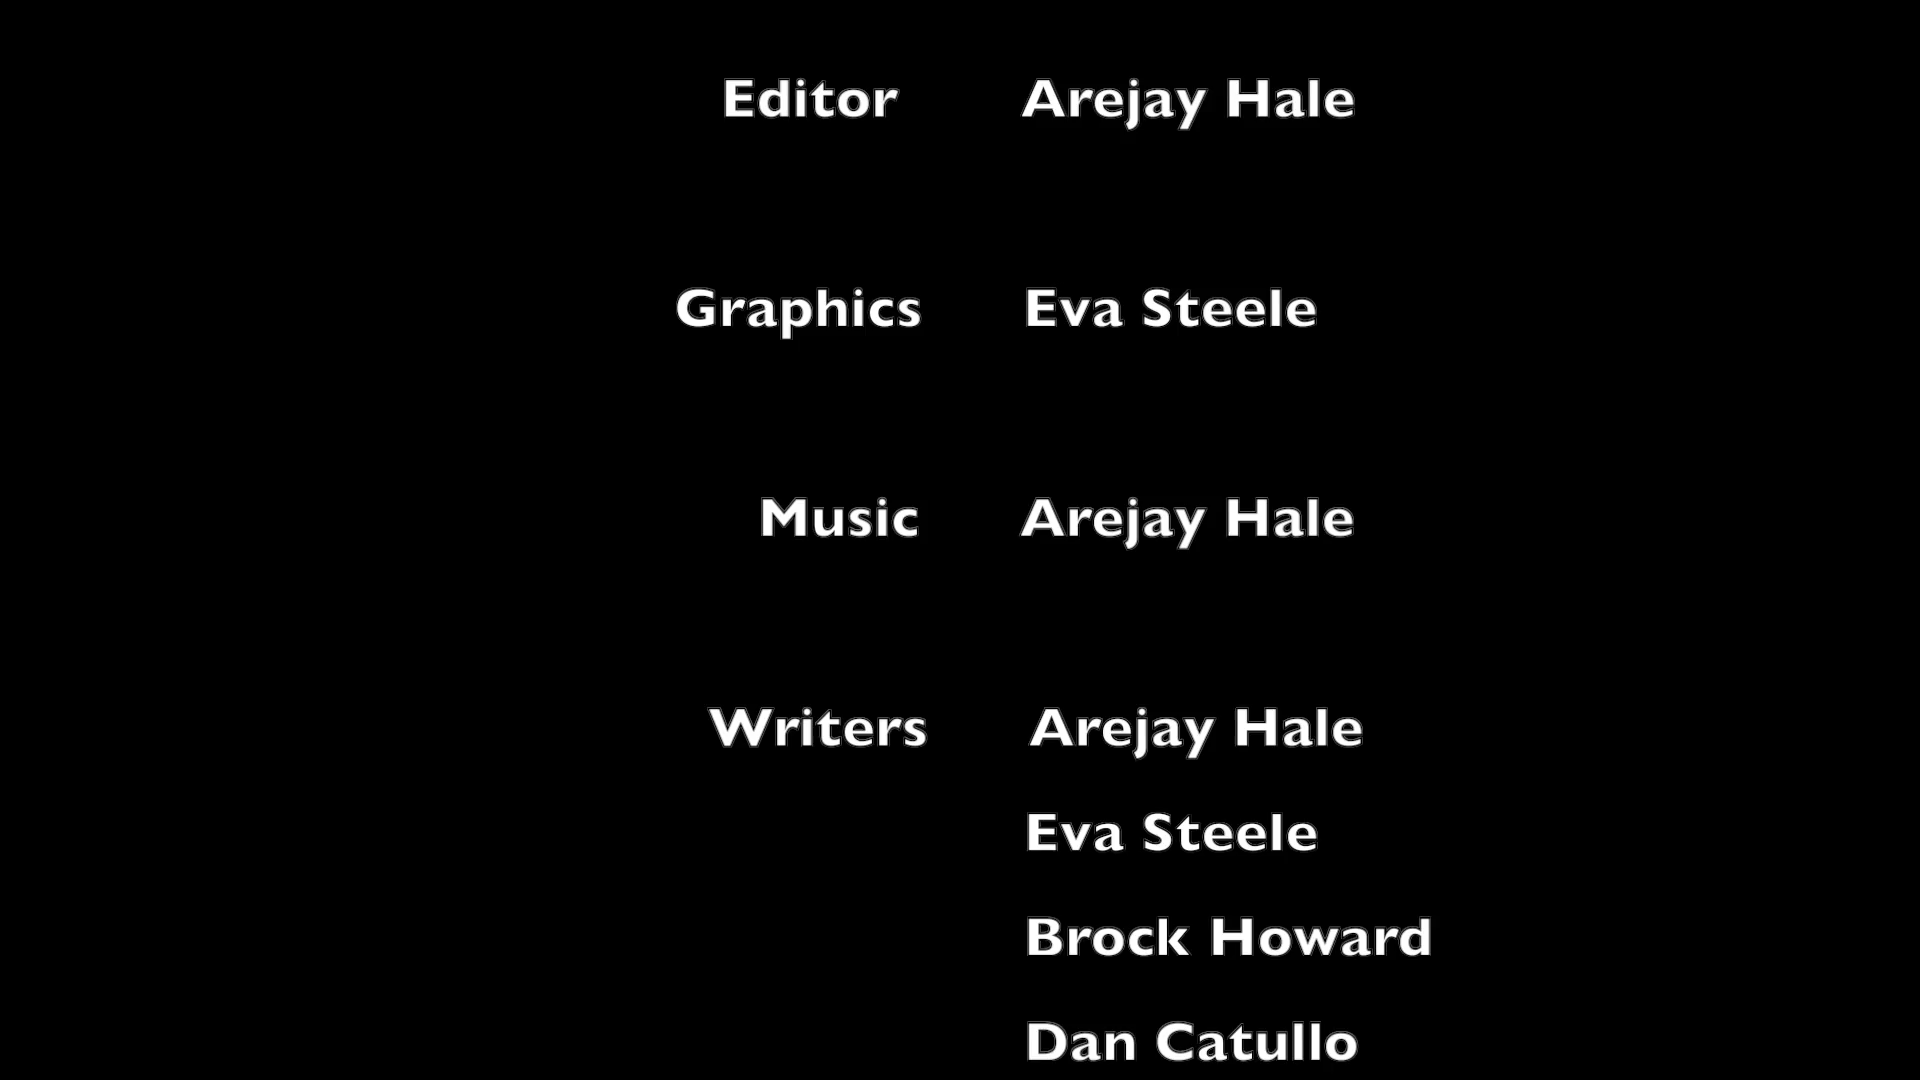 Editor Arejay Hale
Graphics Eva Steele
Music Arejay Hale
Writers Arejay Hale
Eva Steele
Brock Howard
Dan Catullo